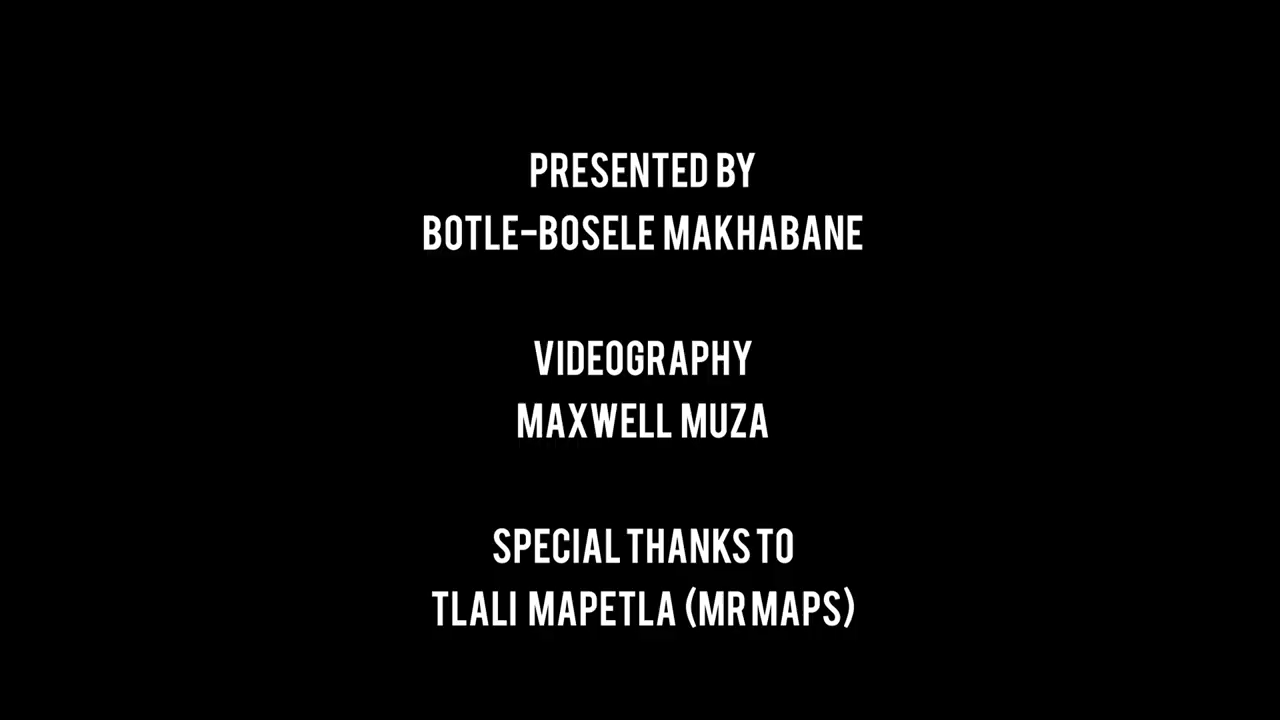 PRESENTED BY
BOTLE-BOSELE MAKHABANE
VIDEOGRAPHY
MAXWELL MUZA
SPECIAL THANKS TO
TLALI MAPETLA (MR MAPS)